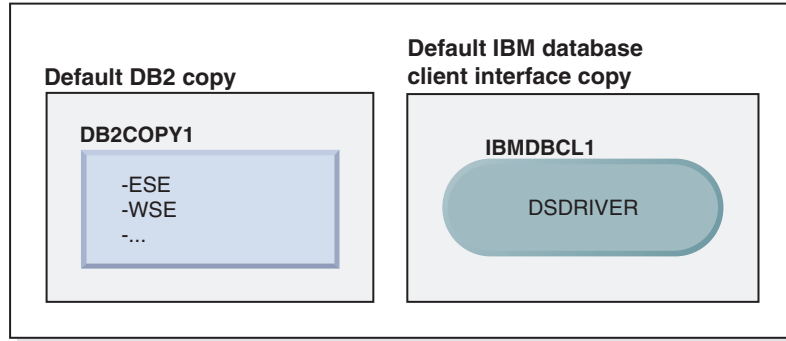 Default DB2 copy
DB2COPY1
-ESE
-WSE
-...
Default IBM database
client interface copy
IBMDBCL1
DSDRIVER